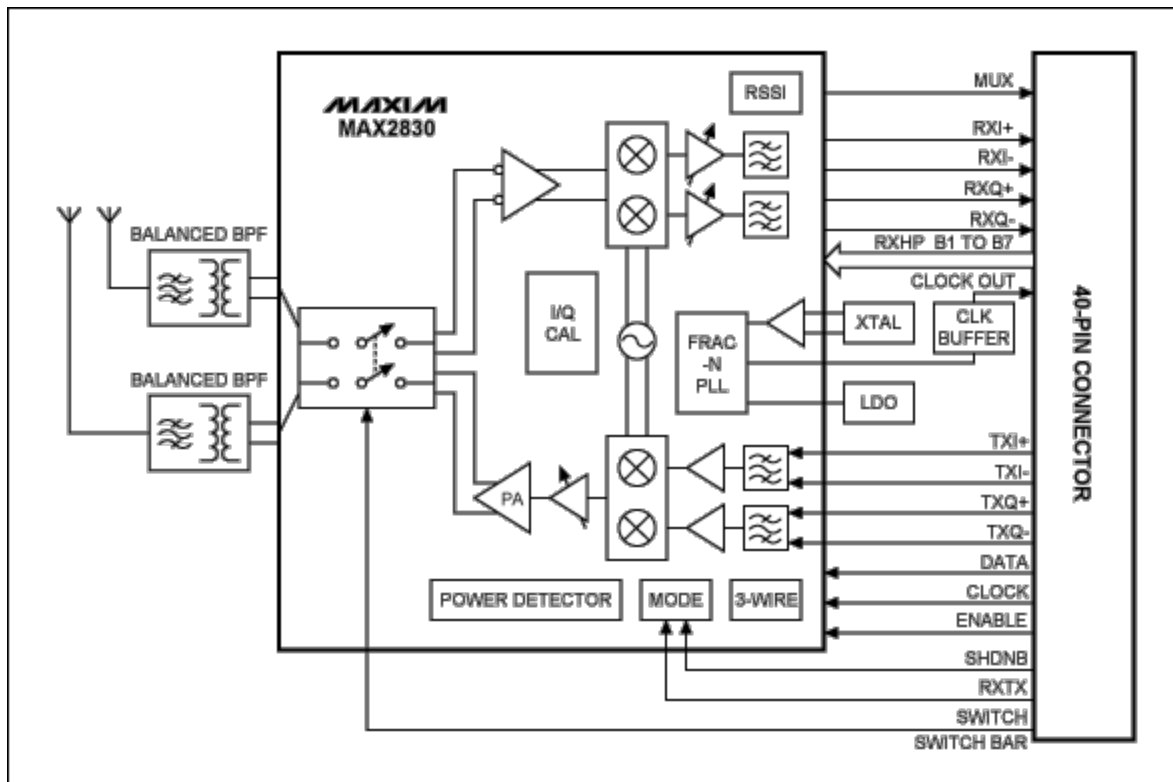 MAXIM
MAX2830
RSSI
MUX
RXI+
RXI-
RXQ+
RXQ-
RXHP B1 TO B7
CLOCK OUT
BALANCED BPF
BALANCED BPF
I/Q
CAL
FRAC
-N
PLL
XTAL
CLK
BUFFER
LDO
40-PIN CONNECTOR
PA
TXI+
TXI-
TXQ+
TXQ-
DATA
CLOCK
ENABLE
POWER DETECTOR
MODE
3-WIRE
SHDNB
RXTX
SWITCH
SWITCH BAR